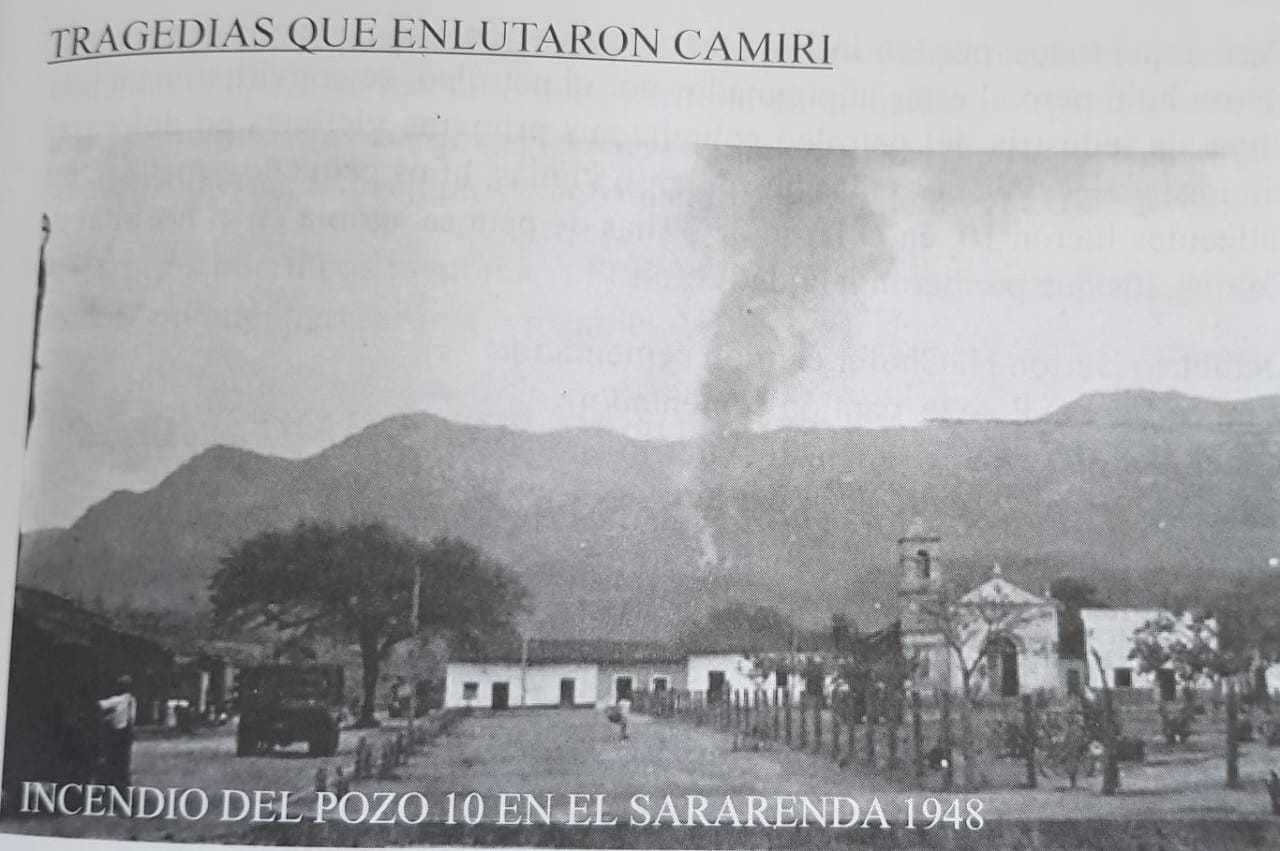 TRAGEDIAS QUE ENLUTARON CAMIRI
INCENDIO DEL POZO 10 EN EL SARARENDA 1948